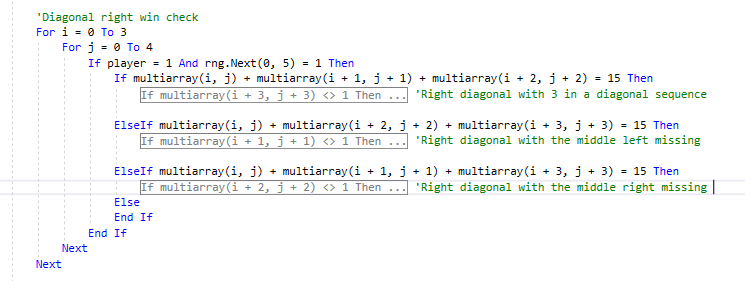 'Diagonal right win check
For i = 0 To 3
For j = 0 To 4
If player = 1 And rng.Next(0, 5) = 1 Then
If multiarray(i, j) + multiarray(i + 1, j + 1) + multiarray(i + 2, j + 2) = 15 Then
If multiarray(i + 3, j + 3) <> 1 Then ... 'Right diagonal with 3 in a diagonal sequence
ElseIf multiarray(i, j) + multiarray(i + 2, j + 2) + multiarray(i + 3, j + 3) = 15 Then
If multiarray(i + 1, j + 1) <> 1 Then ... 'Right diagonal with the middle left missing
ElseIf multiarray(i, j) + multiarray(i + 1, j + 1) + multiarray(i + 3, j + 3) = 15 Then
If multiarray(i + 2, j + 2) <> 1 Then ... 'Right diagonal with the middle right missing
Else
End If
End If
Next
Next